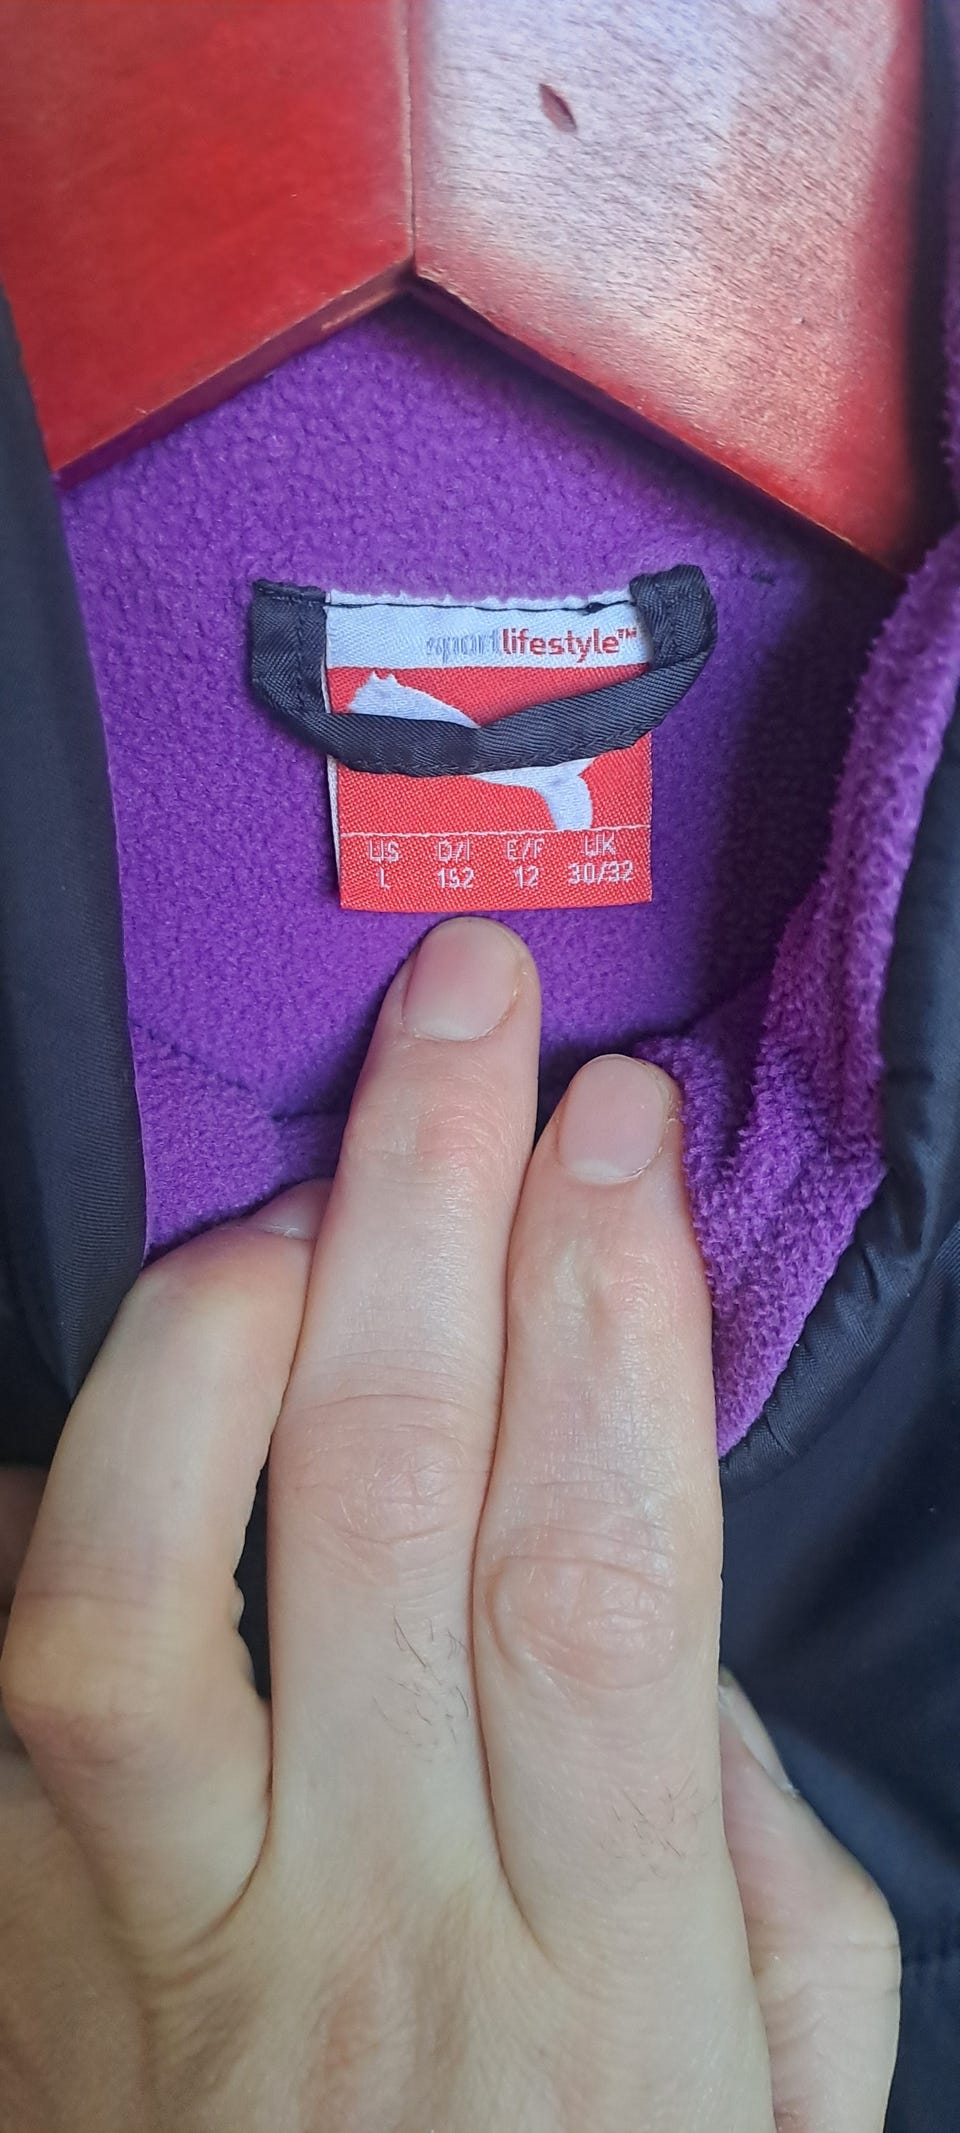 sportlifestyle™
US D/I E/F UK
L 152 12 30/32